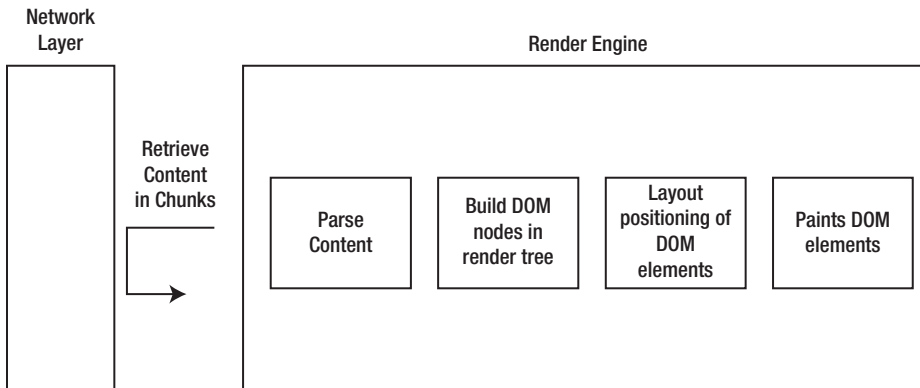 Network
Layer
Render Engine
Retrieve
Content
in Chunks
Parse
Content
Build DOM
nodes in
render tree
Layout
positioning of
DOM
elements
Paints DOM
elements